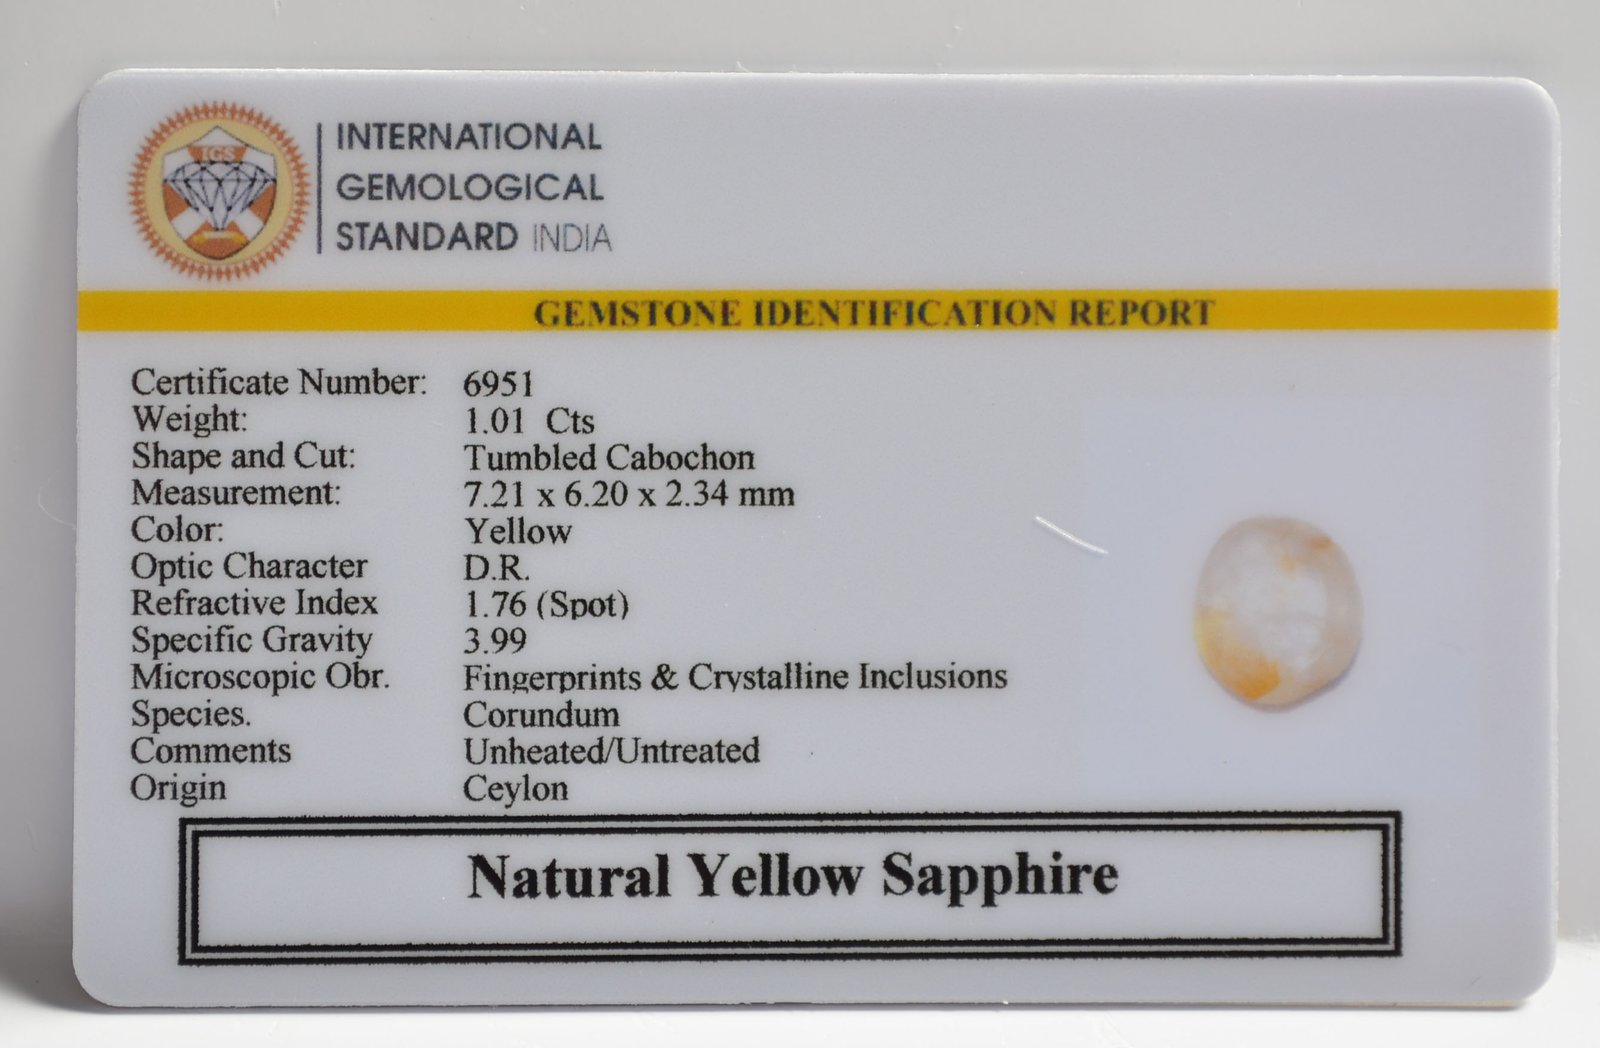 IGS
INTERNATIONAL
GEMOLOGICAL
STANDARD INDIA
GEMSTONE IDENTIFICATION REPORT
Certificate Number: 6951
Weight: 1.01 Cts
Shape and Cut: Tumbled Cabochon
Measurement: 7.21 x 6.20 x 2.34 mm
Color: Yellow
Optic Character D.R.
Refractive Index 1.76 (Spot)
Specific Gravity 3.99
Microscopic Obr. Fingerprints & Crystalline Inclusions
Species. Corundum
Comments Unheated/Untreated
Origin Ceylon
Natural Yellow Sapphire